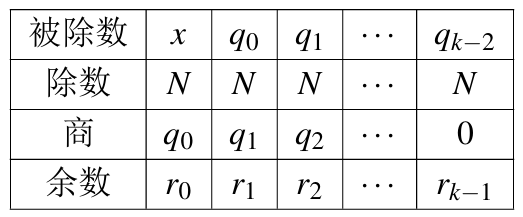 被除数 x q₀ q₁ ⋯ qₖ₋₂
除数 N N N ⋯ N
商 q₀ q₁ q₂ ⋯ 0
余数 r₀ r₁ r₂ ⋯ rₖ₋₁